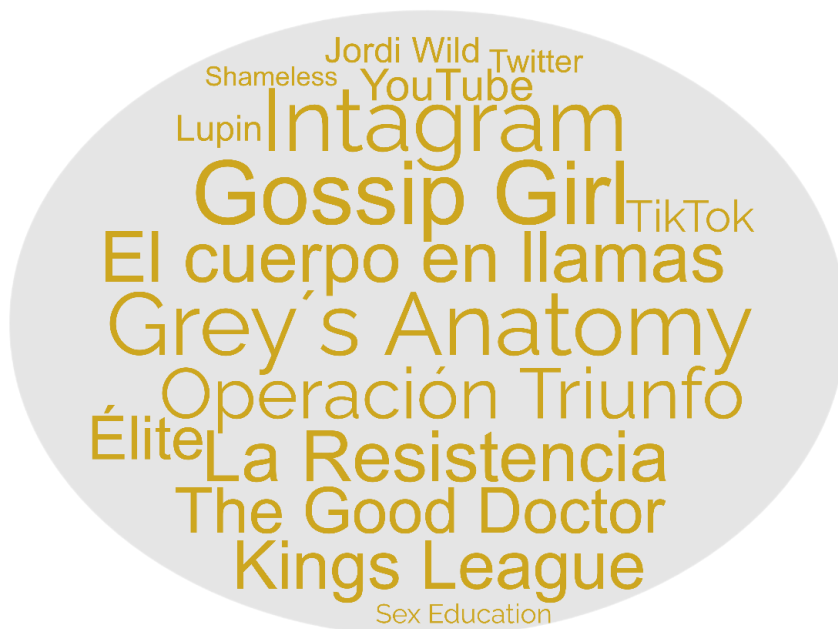 Jordi Wild
Twitter
Shameless
YouTube
Lupin
Intagram
Gossip Girl
TikTok
El cuerpo en llamas
Grey´s Anatomy
Operación Triunfo
Élite
La Resistencia
The Good Doctor
Kings League
Sex Education